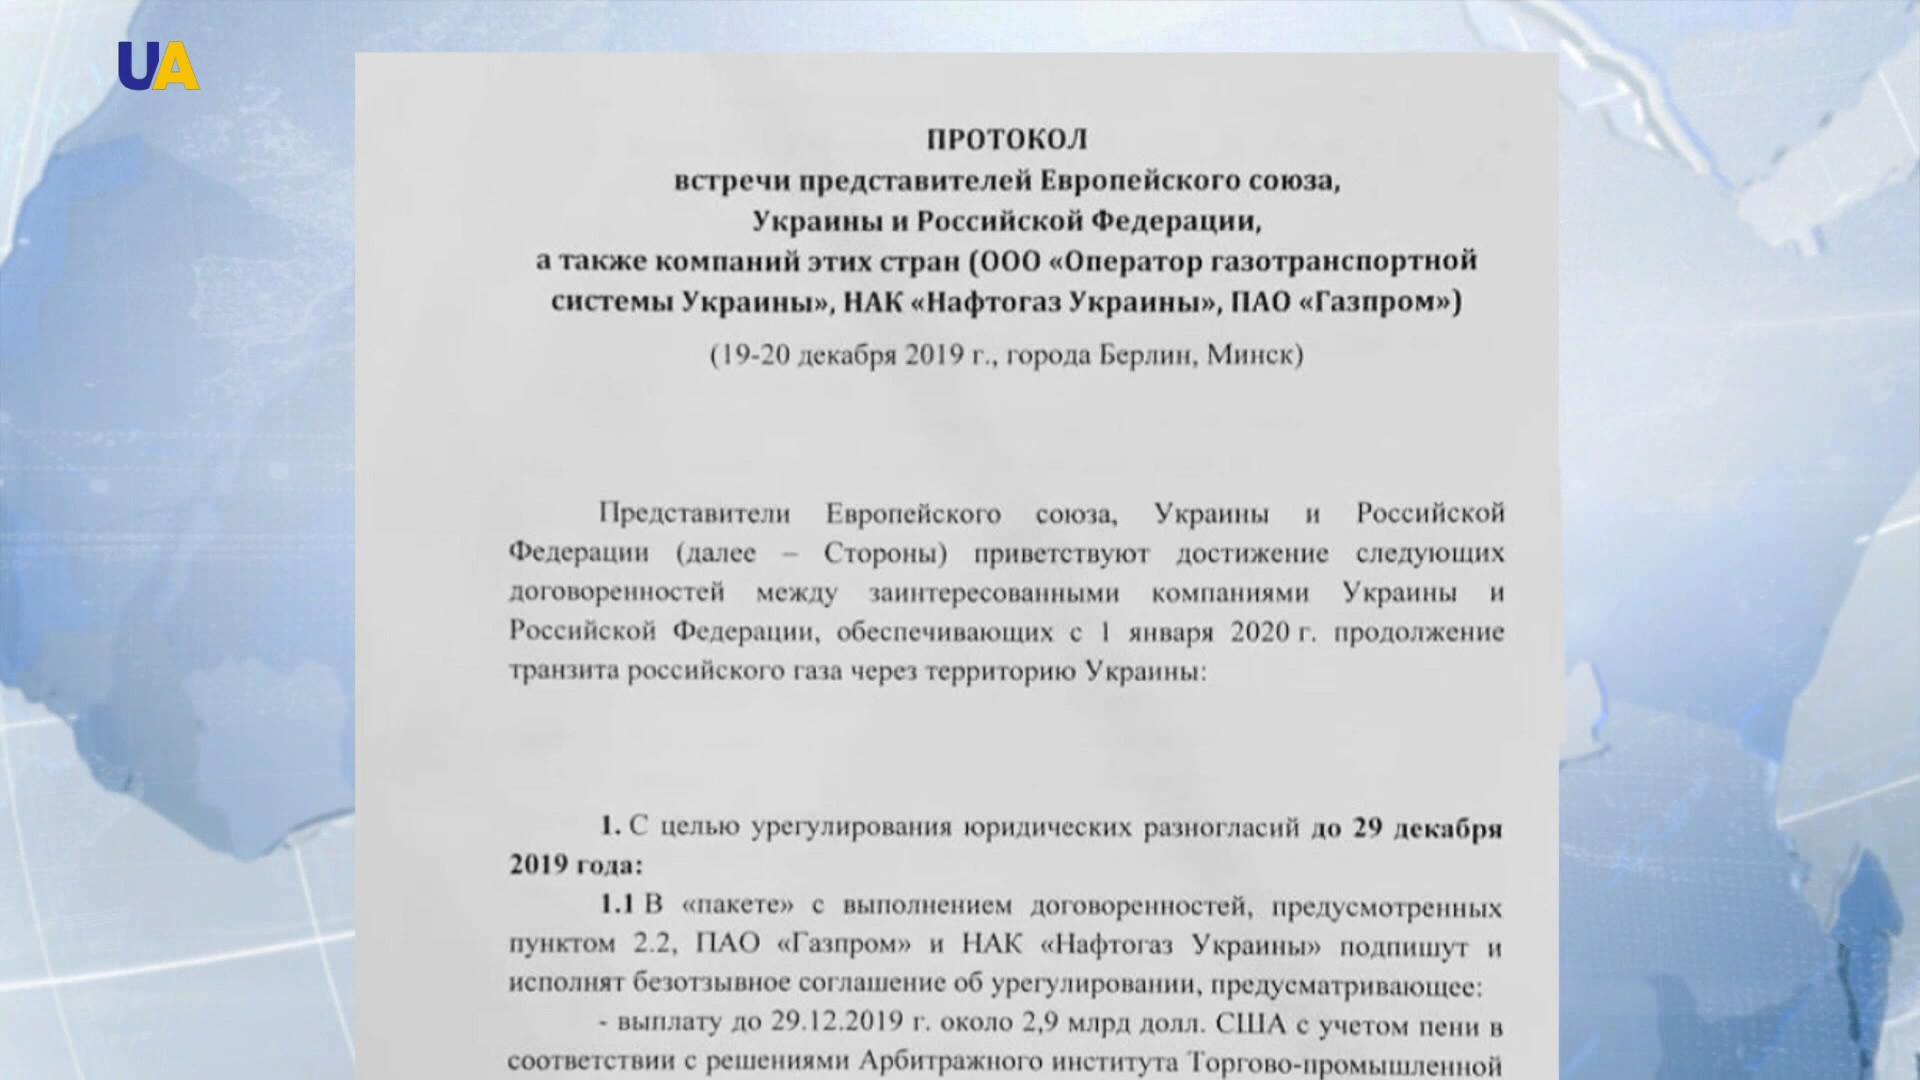 UA
ПРОТОКОЛ
встречи представителей Европейского союза,
Украины и Российской Федерации,
а также компаний этих стран (ООО «Оператор газотранспортной
системы Украины», НАК «Нафтогаз Украины», ПАО «Газпром»)
(19-20 декабря 2019 г., города Берлин, Минск)
Представители Европейского союза, Украины и Российской
Федерации (далее – Стороны) приветствуют достижение следующих
договоренностей между заинтересованными компаниями Украины и
Российской Федерации, обеспечивающих с 1 января 2020 г. продолжение
транзита российского газа через территорию Украины:
1. С целью урегулирования юридических разногласий до 29 декабря
2019 года:
1.1 В «пакете» с выполнением договоренностей, предусмотренных
пунктом 2.2, ПАО «Газпром» и НАК «Нафтогаз Украины» подпишут и
исполнят безотзывное соглашение об урегулировании, предусматривающее:
- выплату до 29.12.2019 г. около 2,9 млрд долл. США с учетом пени в
соответствии с решениями Арбитражного института Торгово-промышленной